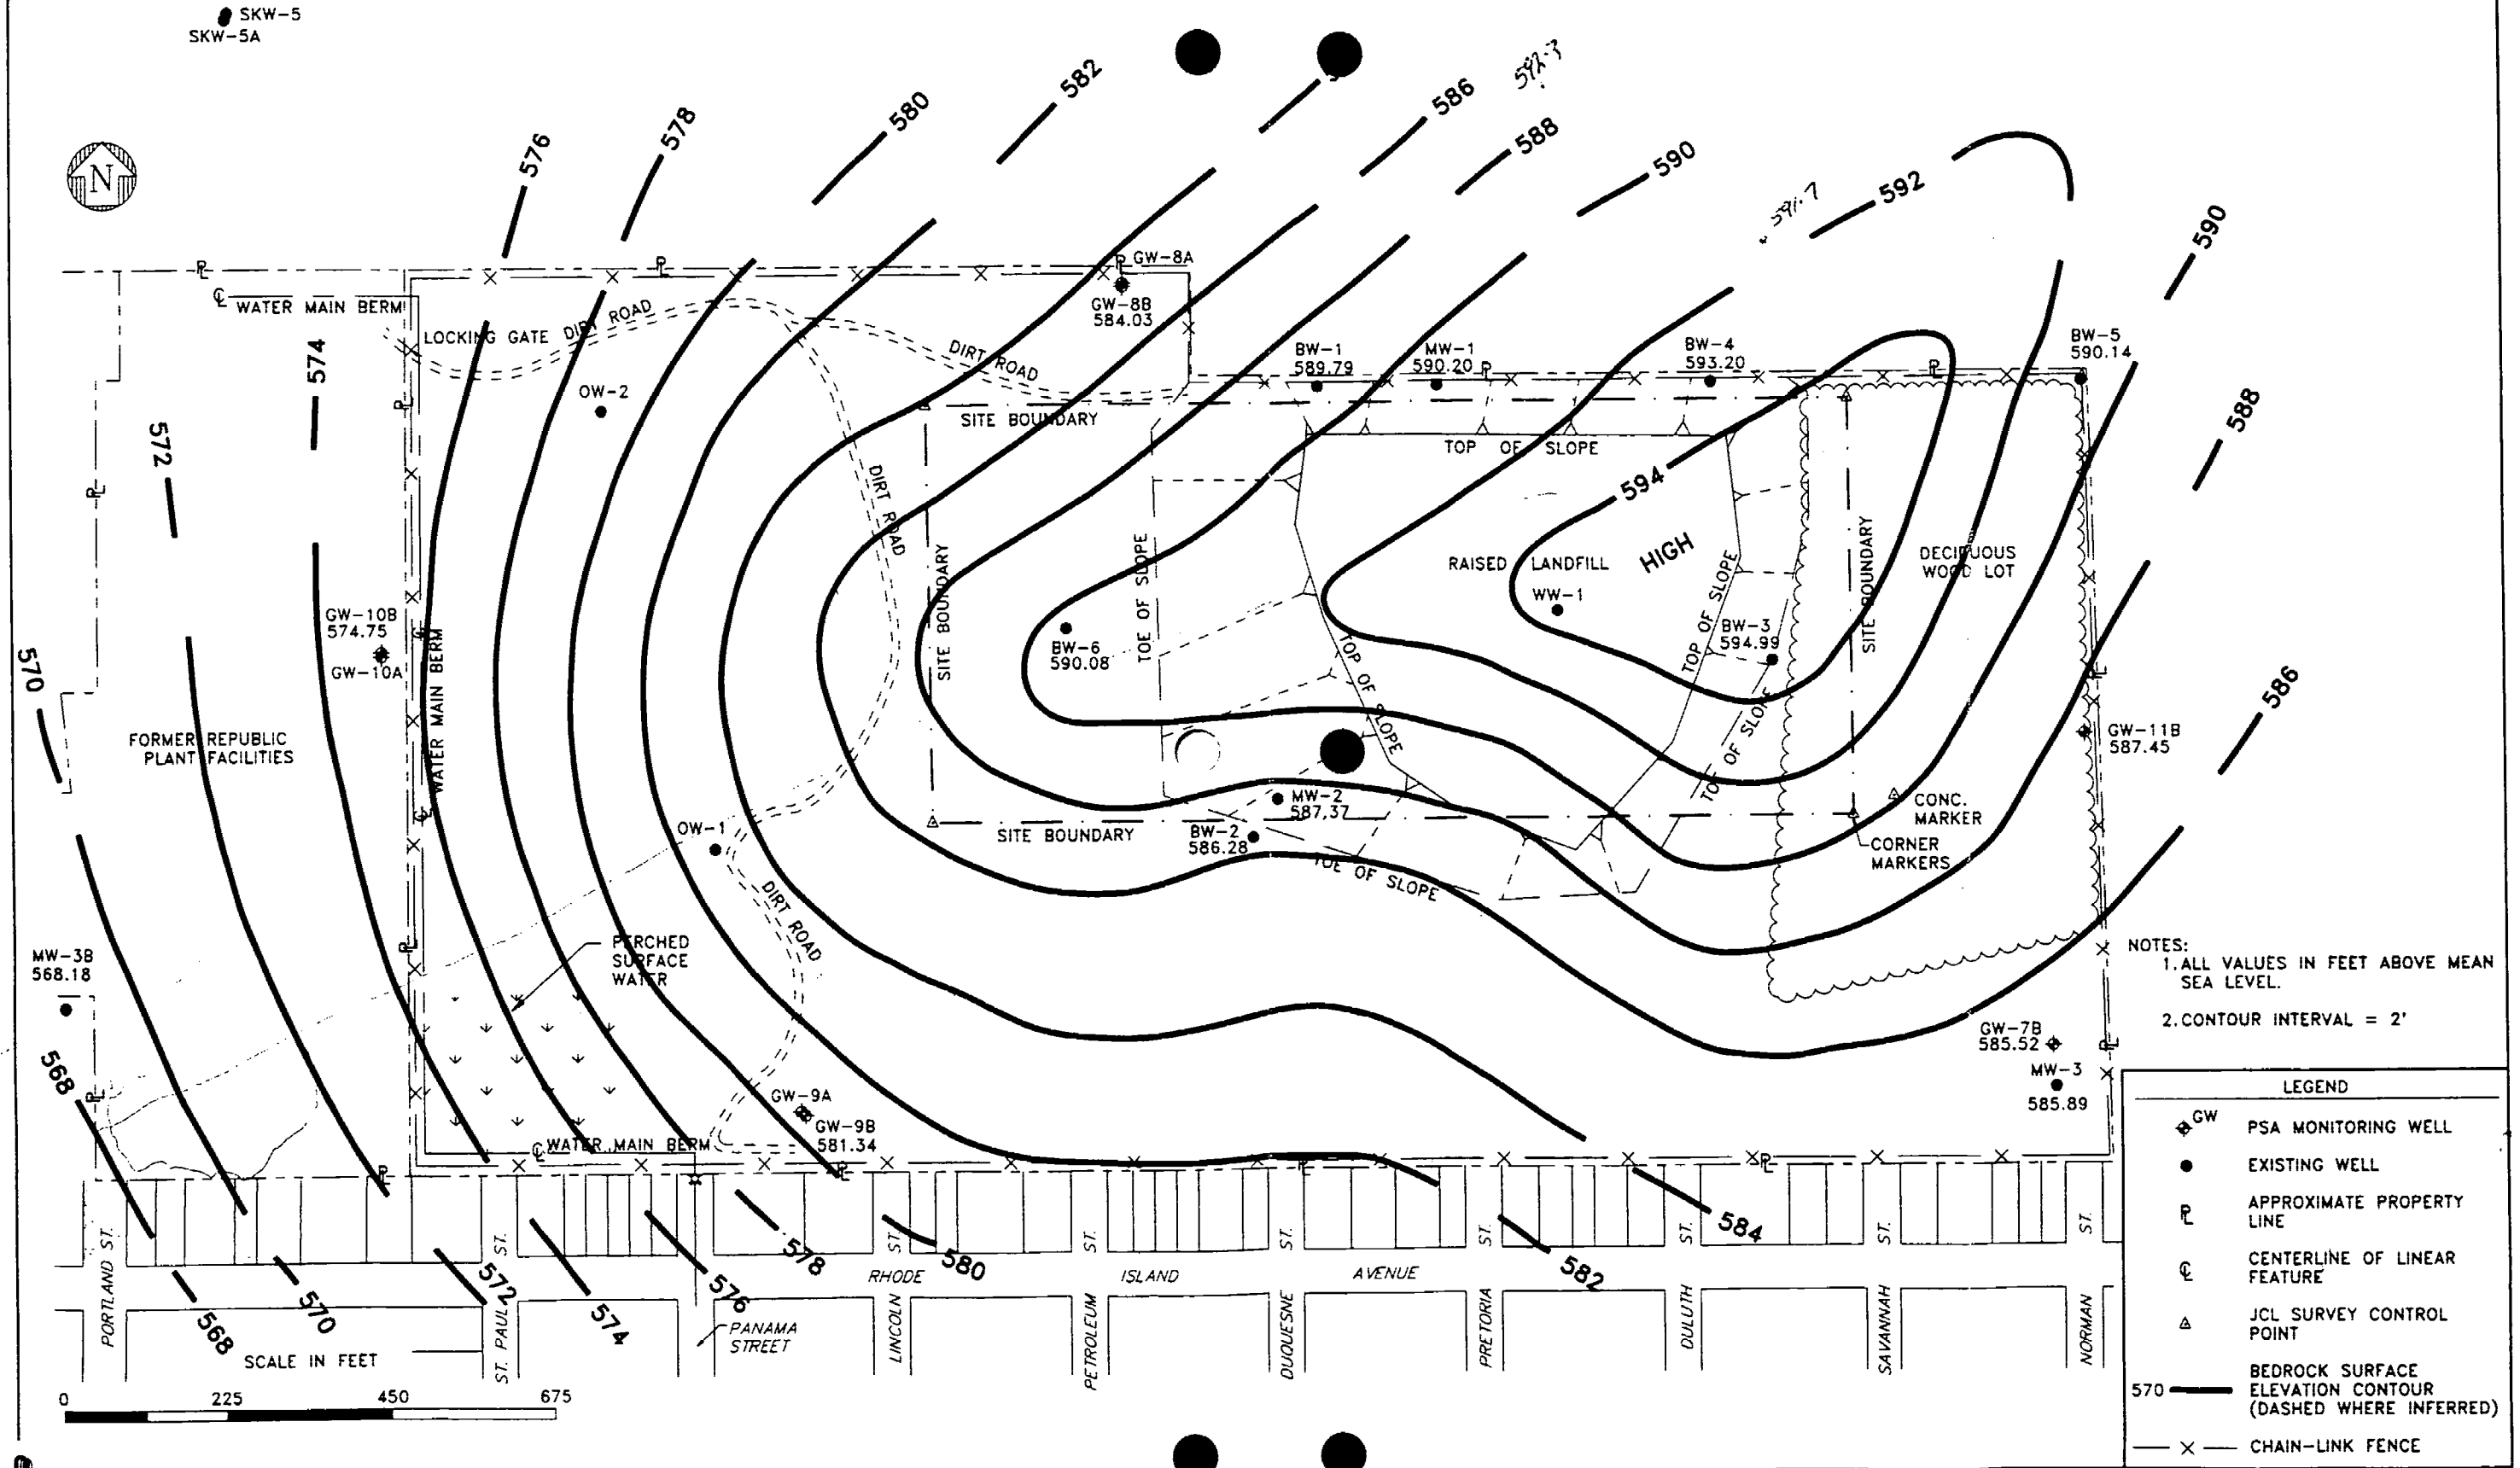 SKW-5
SKW-5A
N
576
578
580
582
586
588
590
592
590
588
586
592.3
591.7
574
572
570
568
594
HIGH
WATER MAIN BERM
LOCKING GATE
DIRT ROAD
OW-2
GW-8A
GW-8B
584.03
DIRT ROAD
SITE BOUNDARY
BW-1
589.79
MW-1
590.20
BW-4
593.20
BW-5
590.14
TOP OF SLOPE
DIRT ROAD
SITE BOUNDARY
TOE OF SLOPE
RAISED LANDFILL
WW-1
TOP OF SLOPE
SITE BOUNDARY
DECIDUOUS
WOOD LOT
GW-10B
574.75
GW-10A
WATER MAIN BERM
BW-6
590.08
TOP OF SLOPE
BW-3
594.99
TOE OF SLOPE
FORMER REPUBLIC
PLANT FACILITIES
GW-11B
587.45
MW-2
587.37
BW-2
586.28
SITE BOUNDARY
TOE OF SLOPE
CONC.
MARKER
CORNER
MARKERS
OW-1
DIRT ROAD
PERCHED
SURFACE
WATER
MW-3B
568.18
GW-9A
GW-9B
581.34
WATER MAIN BERM
GW-7B
585.52
MW-3
585.89
NOTES:
1. ALL VALUES IN FEET ABOVE MEAN
SEA LEVEL.
2. CONTOUR INTERVAL = 2'
568
570
572
574
576
578
580
582
584
PORTLAND ST.
ST. PAUL ST.
PANAMA
STREET
LINCOLN ST.
PETROLEUM ST.
DUQUESNE ST.
PRETORIA ST.
DULUTH ST.
SAVANNAH ST.
NORMAN ST.
RHODE ISLAND AVENUE
SCALE IN FEET
0 225 450 675
LEGEND
GW PSA MONITORING WELL
EXISTING WELL
PL APPROXIMATE PROPERTY
LINE
CL CENTERLINE OF LINEAR
FEATURE
JCL SURVEY CONTROL
POINT
570 BEDROCK SURFACE
ELEVATION CONTOUR
(DASHED WHERE INFERRED)
X CHAIN-LINK FENCE